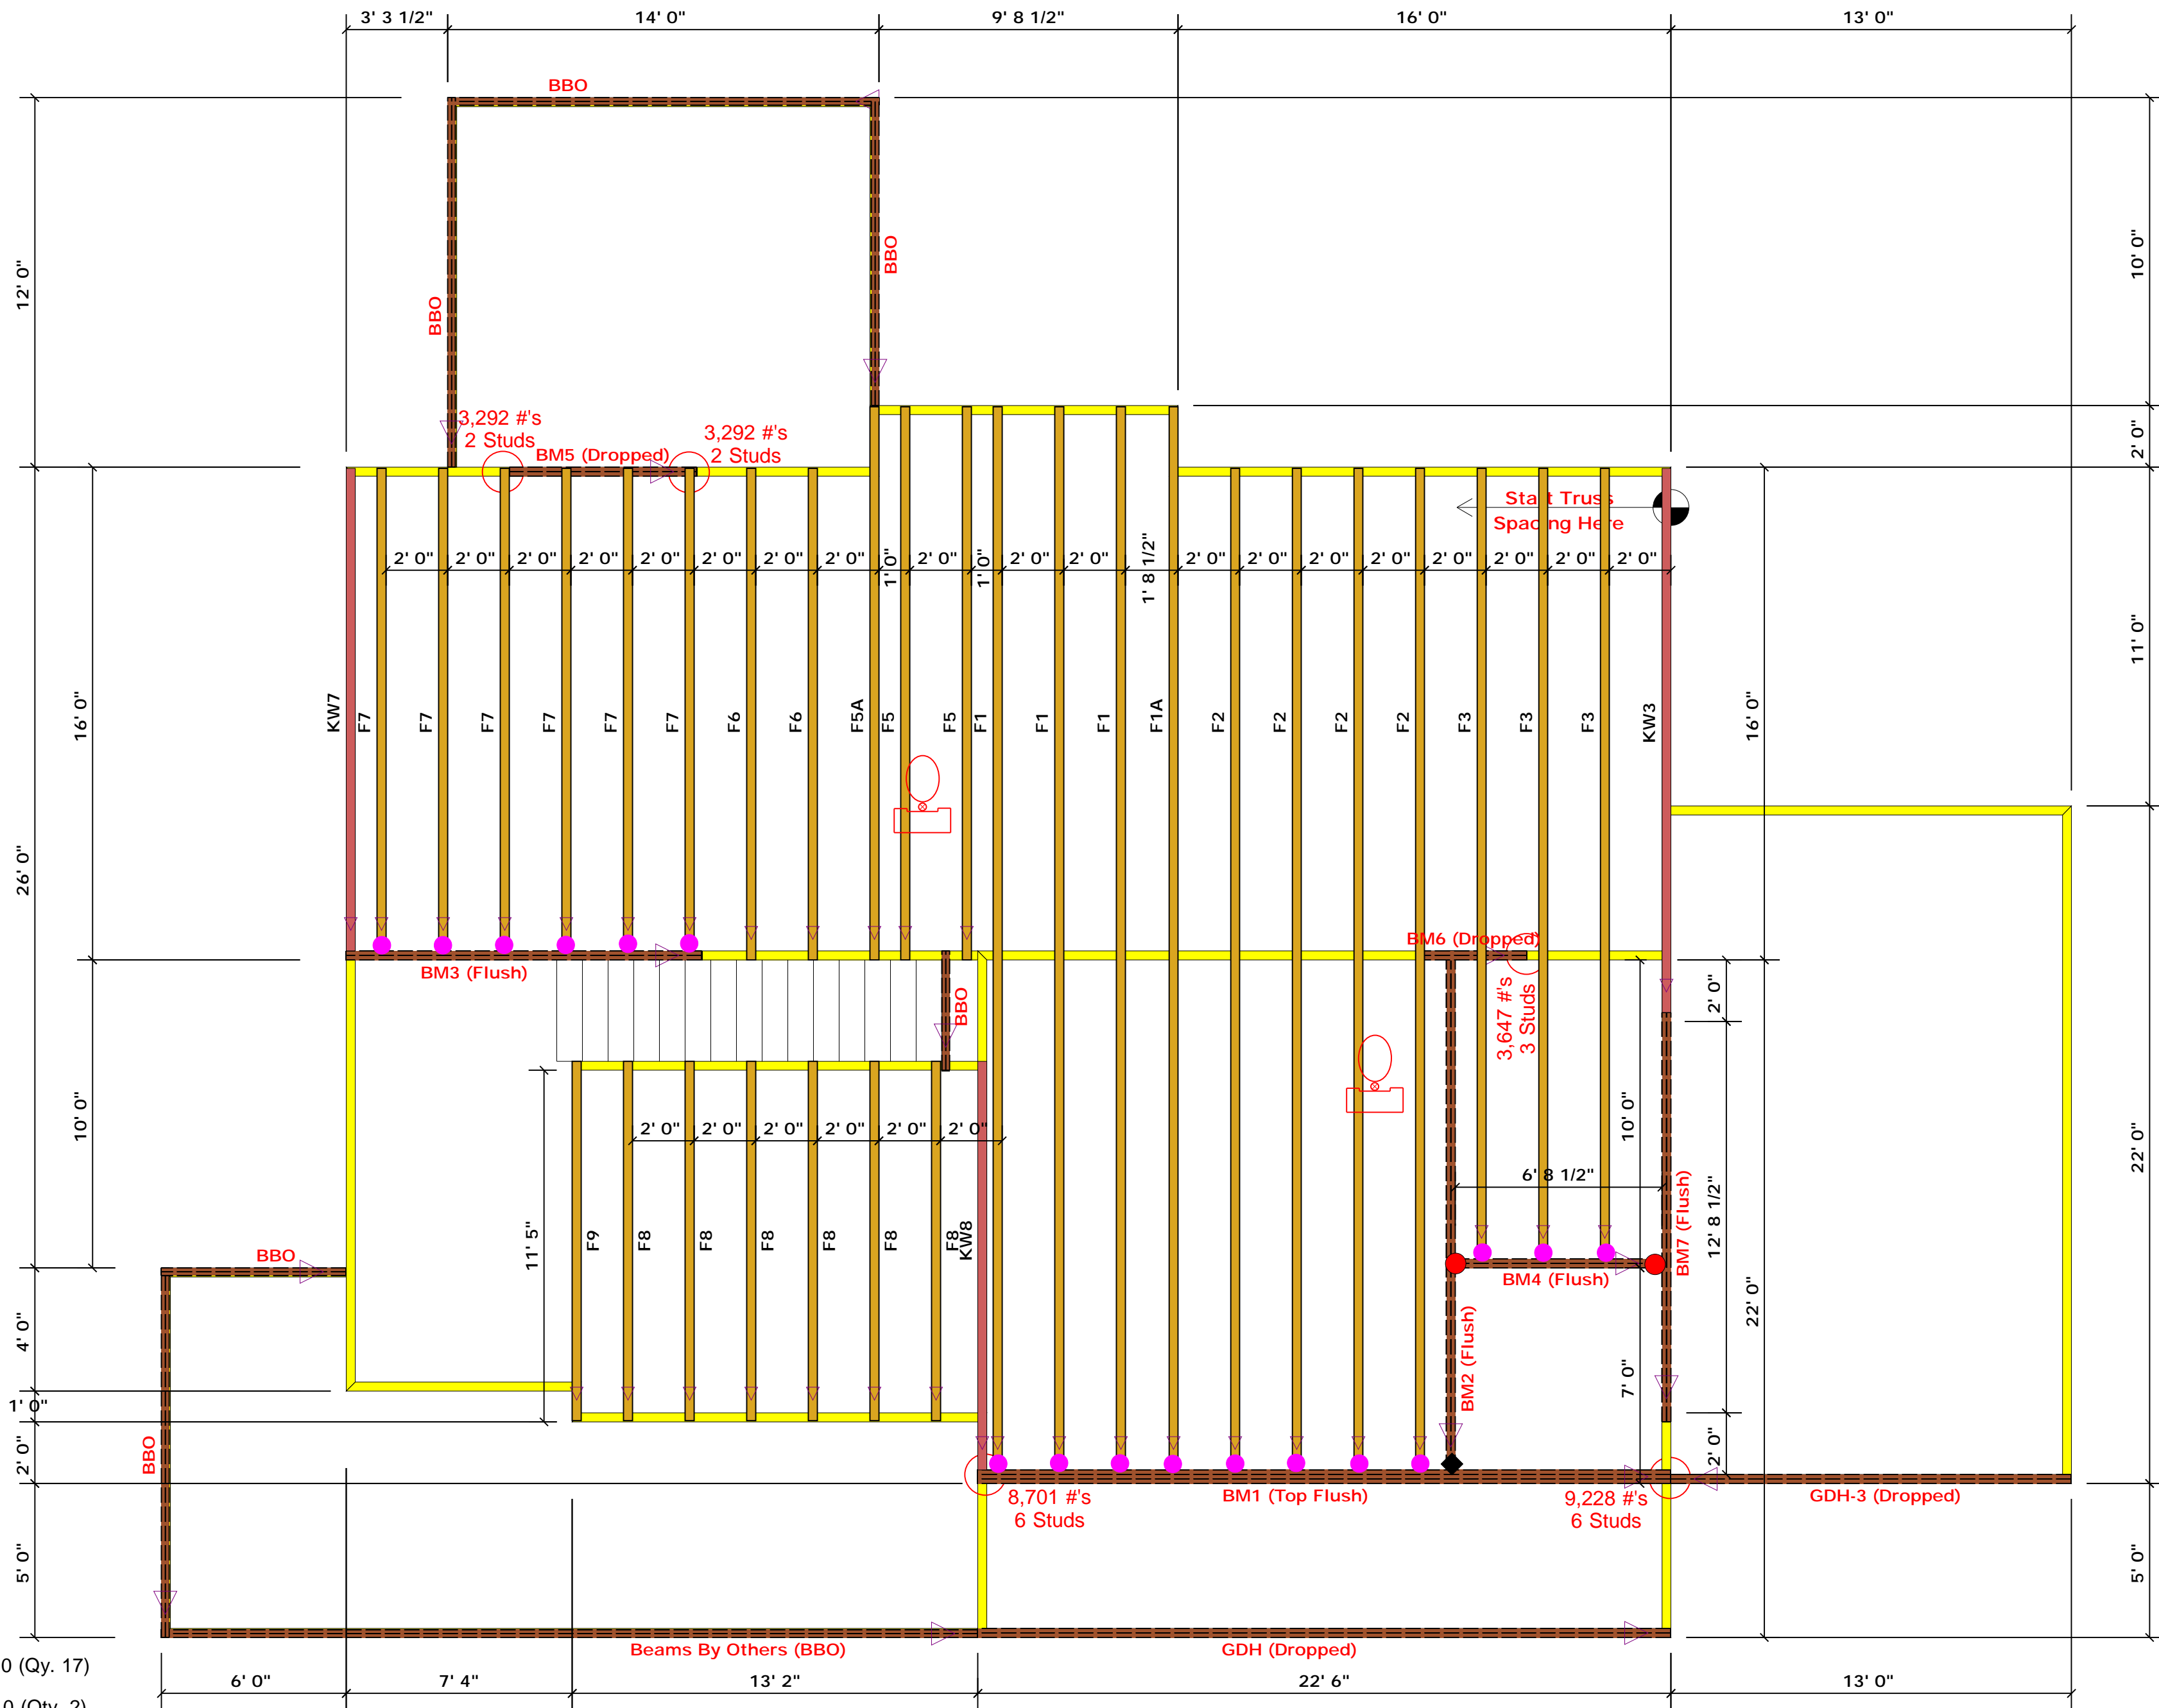 3' 3 1/2"
14' 0"
9' 8 1/2"
16' 0"
13' 0"
BBO
BBO
BBO
12' 0"
10' 0"
2' 0"
3,292 #'s
2 Studs
3,292 #'s
2 Studs
BM5 (Dropped)
Start Truss
Spacing Here
2' 0"
2' 0"
2' 0"
2' 0"
2' 0"
2' 0"
2' 0"
2' 0"
1' 0"
2' 0"
1' 0"
2' 0"
2' 0"
1' 8 1/2"
2' 0"
2' 0"
2' 0"
2' 0"
2' 0"
2' 0"
2' 0"
2' 0"
11' 0"
16' 0"
16' 0"
KW7
F7
F7
F7
F7
F7
F7
F6
F6
F5A
F5
F5
F1
F1
F1
F1A
F2
F2
F2
F2
F3
F3
F3
KW3
26' 0"
BM3 (Flush)
BM6 (Dropped)
BBO
3,647 #'s
3 Studs
2' 0"
10' 0"
10' 0"
2' 0"
2' 0"
2' 0"
2' 0"
2' 0"
2' 0"
22' 0"
6' 8 1/2"
12' 8 1/2"
BM7 (Flush)
11' 5"
F9
F8
F8
F8
F8
F8
F8
KW8
BBO
BM4 (Flush)
22' 0"
4' 0"
BM2 (Flush)
7' 0"
1' 0"
2' 0"
BBO
2' 0"
8,701 #'s
6 Studs
BM1 (Top Flush)
9,228 #'s
6 Studs
GDH-3 (Dropped)
5' 0"
5' 0"
Beams By Others (BBO)
GDH (Dropped)
0 (Qy. 17)
6' 0"
7' 4"
13' 2"
22' 6"
13' 0"
0 (Qty. 2)